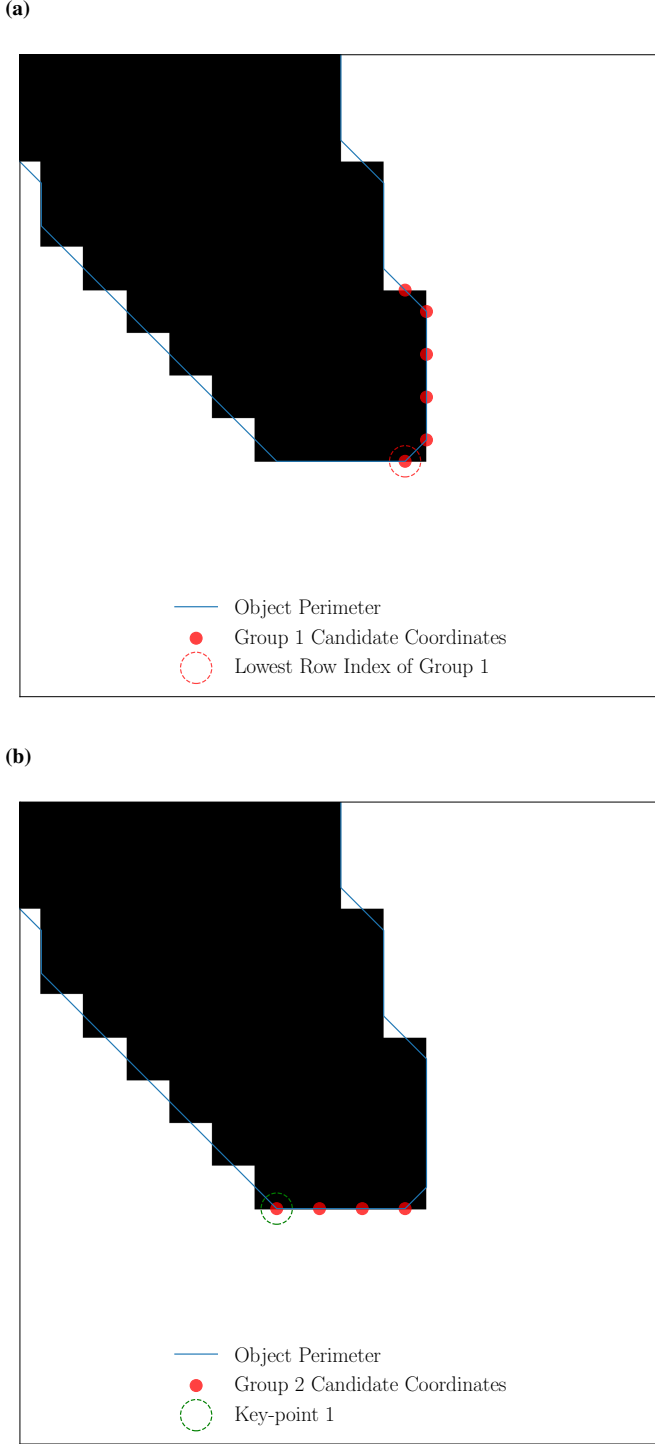 (a)
Object Perimeter
Group 1 Candidate Coordinates
Lowest Row Index of Group 1
(b)
Object Perimeter
Group 2 Candidate Coordinates
Key-point 1